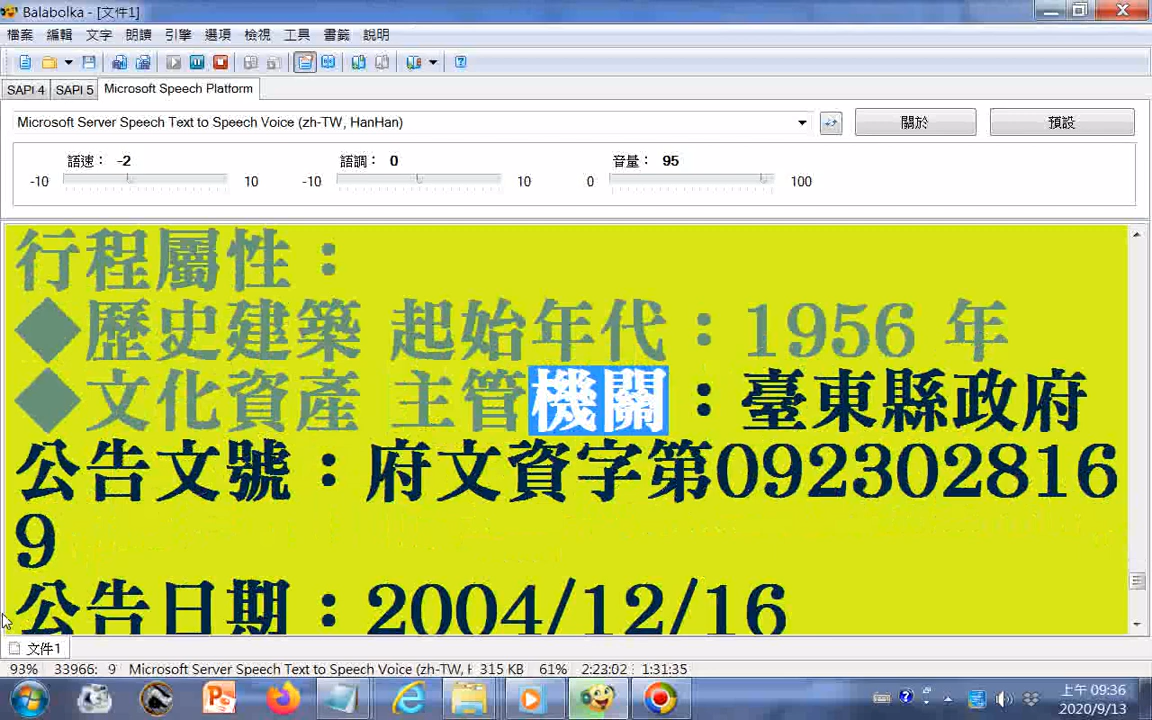 Balabolka - [文件1]
檔案 編輯 文字 朗讀 引擎 選項 檢視 工具 書籤 說明
SAPI 4 SAPI 5 Microsoft Speech Platform
Microsoft Server Speech Text to Speech Voice (zh-TW, HanHan) 關於 預設
語速： -2 語調： 0 音量： 95
-10 10 -10 10 0 100
行程屬性：
◆歷史建築 起始年代：1956 年
◆文化資產 主管機關：臺東縣政府
公告文號：府文資字第092302816
9
公告日期：2004/12/16
文件1
93% 33966: 9 Microsoft Server Speech Text to Speech Voice (zh-TW, H 315 KB 61% 2:23:02 1:31:35
上午 09:36
2020/9/13